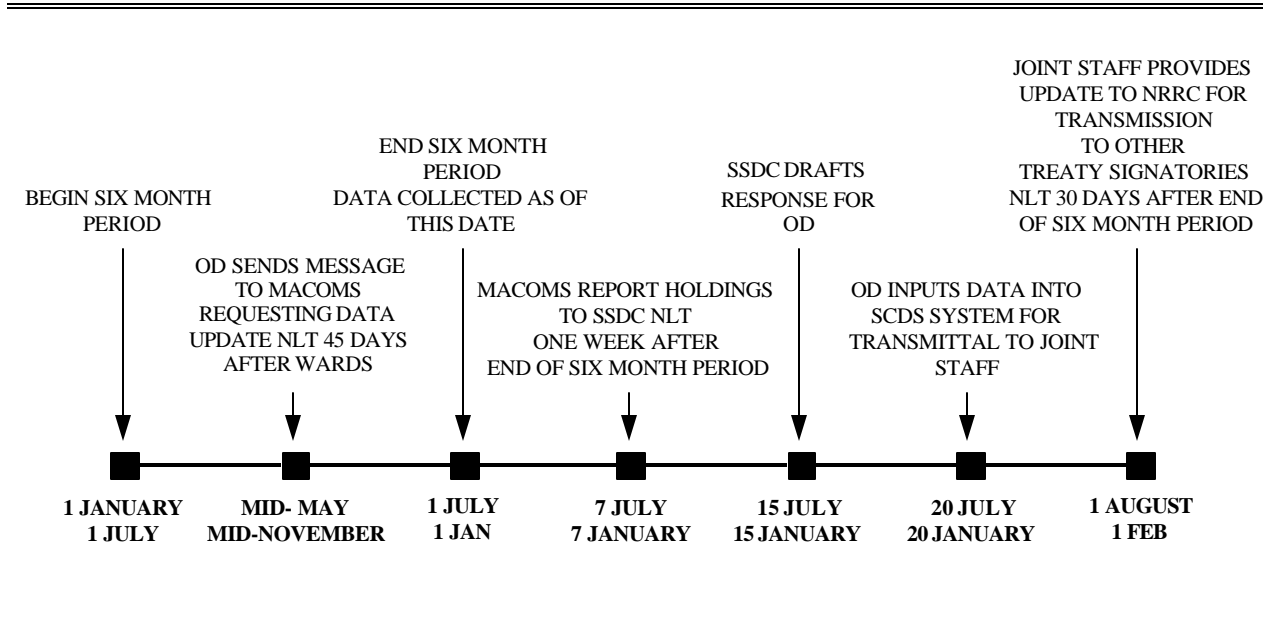 BEGIN SIX MONTH
PERIOD
OD SENDS MESSAGE
TO MACOMS
REQUESTING DATA
UPDATE NLT 45 DAYS
AFTER WARDS
END SIX MONTH
PERIOD
DATA COLLECTED AS OF
THIS DATE
MACOMS REPORT HOLDINGS
TO SSDC NLT
ONE WEEK AFTER
END OF SIX MONTH PERIOD
SSDC DRAFTS
RESPONSE FOR
OD
OD INPUTS DATA INTO
SCDS SYSTEM FOR
TRANSMITTAL TO JOINT
STAFF
JOINT STAFF PROVIDES
UPDATE TO NRRC FOR
TRANSMISSION
TO OTHER
TREATY SIGNATORIES
NLT 30 DAYS AFTER END
OF SIX MONTH PERIOD
1 JANUARY
1 JULY
MID- MAY
MID-NOVEMBER
1 JULY
1 JAN
7 JULY
7 JANUARY
15 JULY
15 JANUARY
20 JULY
20 JANUARY
1 AUGUST
1 FEB